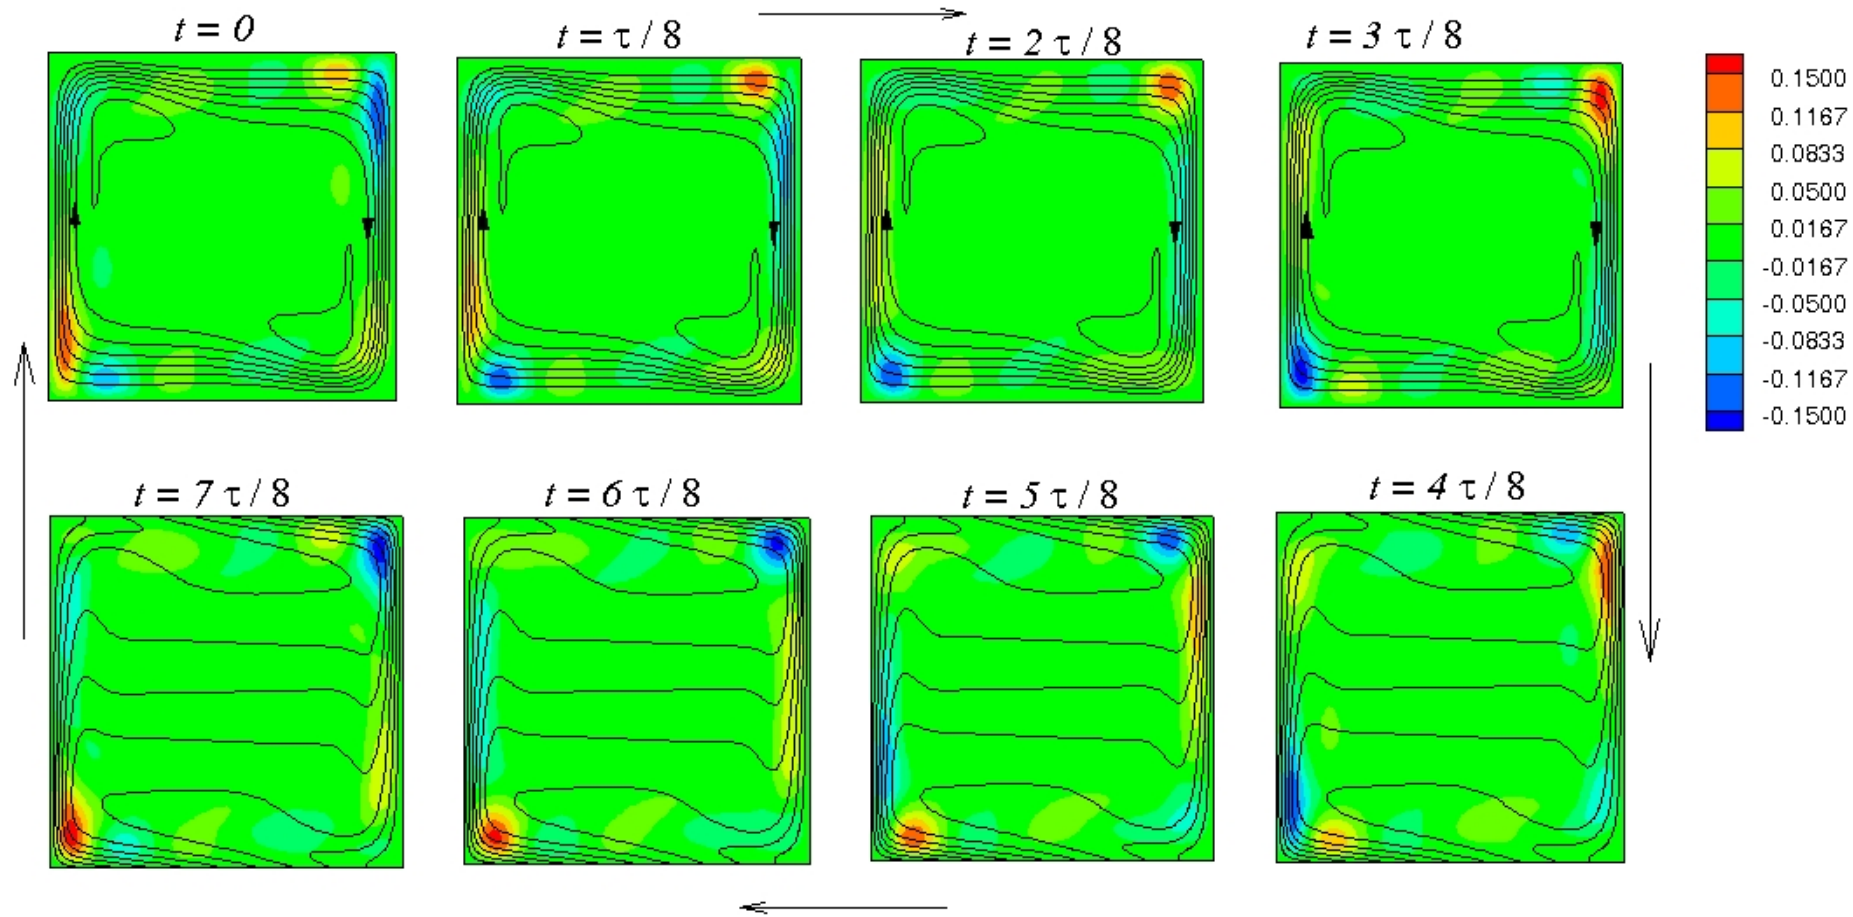 t = 0
t = τ / 8
t = 2 τ / 8
t = 3 τ / 8
0.1500
0.1167
0.0833
0.0500
0.0167
-0.0167
-0.0500
-0.0833
-0.1167
-0.1500
t = 7 τ / 8
t = 6 τ / 8
t = 5 τ / 8
t = 4 τ / 8